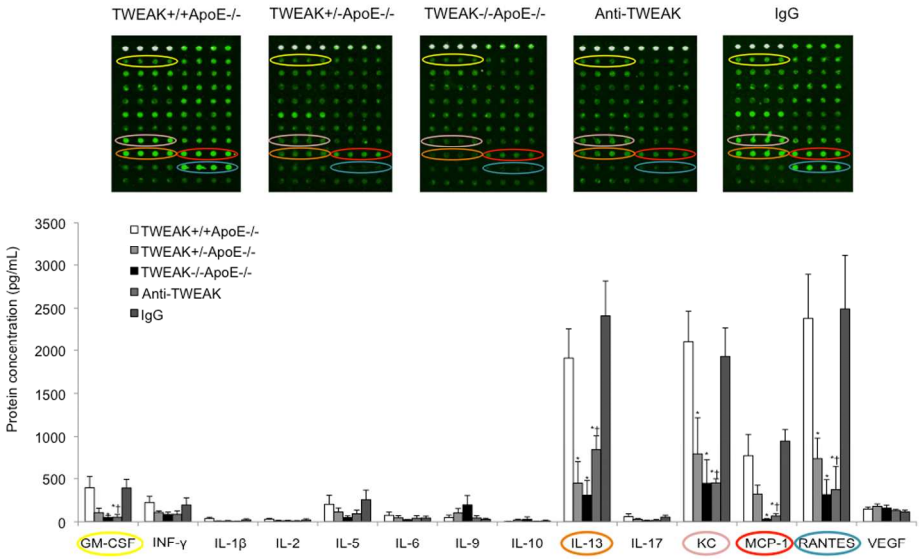 TWEAK+/+ApoE-/- TWEAK+/-ApoE-/- TWEAK-/-ApoE-/- Anti-TWEAK IgG
3500
3000
2500
2000
1500
1000
500
0
Protein concentration (pg/mL)
TWEAK+/+ApoE-/-
TWEAK+/-ApoE-/-
TWEAK-/-ApoE-/-
Anti-TWEAK
IgG
* *† * * *† * * *† * *† * * *†
GM-CSF INF-γ IL-1β IL-2 IL-5 IL-6 IL-9 IL-10 IL-13 IL-17 KC MCP-1 RANTES VEGF